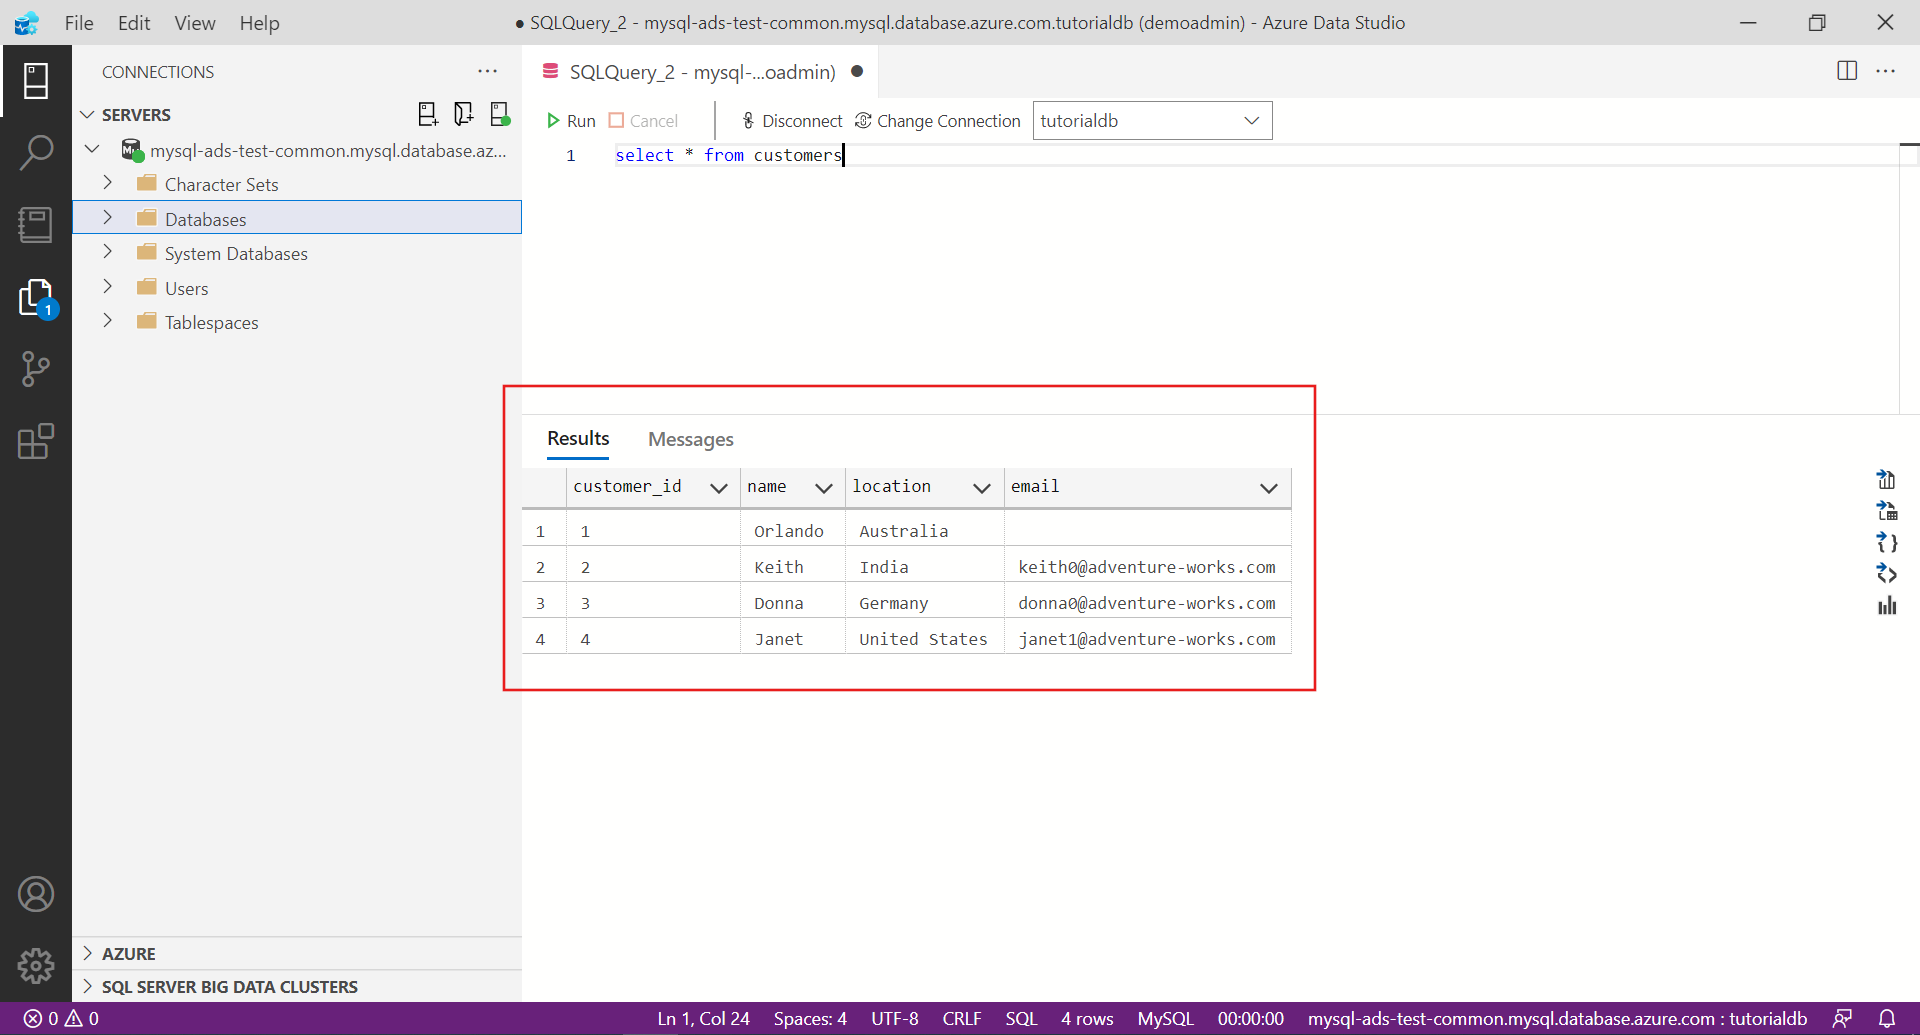 File Edit View Help
● SQLQuery_2 - mysql-ads-test-common.mysql.database.azure.com.tutorialdb (demoadmin) - Azure Data Studio
CONNECTIONS
SERVERS
mysql-ads-test-common.mysql.database.az...
Character Sets
Databases
System Databases
Users
Tablespaces
AZURE
SQL SERVER BIG DATA CLUSTERS
1
SQLQuery_2 - mysql-...oadmin) ●
Run Cancel Disconnect Change Connection tutorialdb
1 select * from customers
Results Messages
customer_id name location email
1 1 Orlando Australia
2 2 Keith India keith0@adventure-works.com
3 3 Donna Germany donna0@adventure-works.com
4 4 Janet United States janet1@adventure-works.com
0 0 Ln 1, Col 24 Spaces: 4 UTF-8 CRLF SQL 4 rows MySQL 00:00:00 mysql-ads-test-common.mysql.database.azure.com : tutorialdb